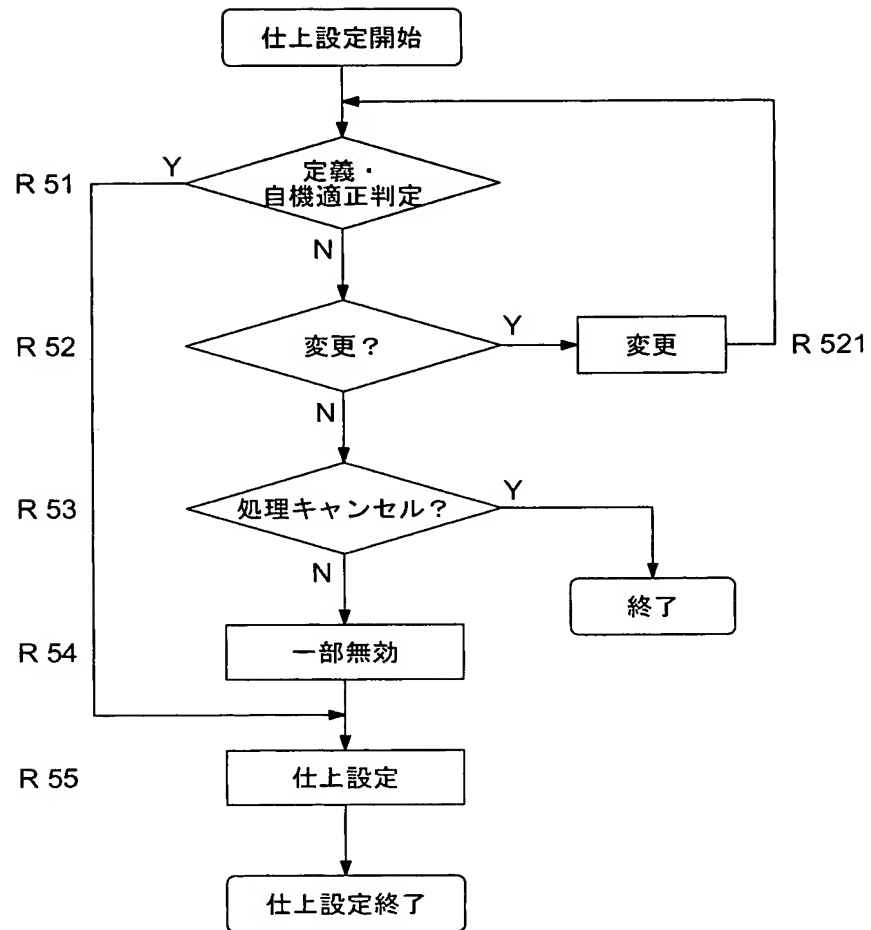 仕上設定開始
R 51
Y
定義・
自機適正判定
N
R 52
変更？
Y
変更
R 521
N
R 53
処理キャンセル？
Y
N
終了
R 54
一部無効
R 55
仕上設定
仕上設定終了